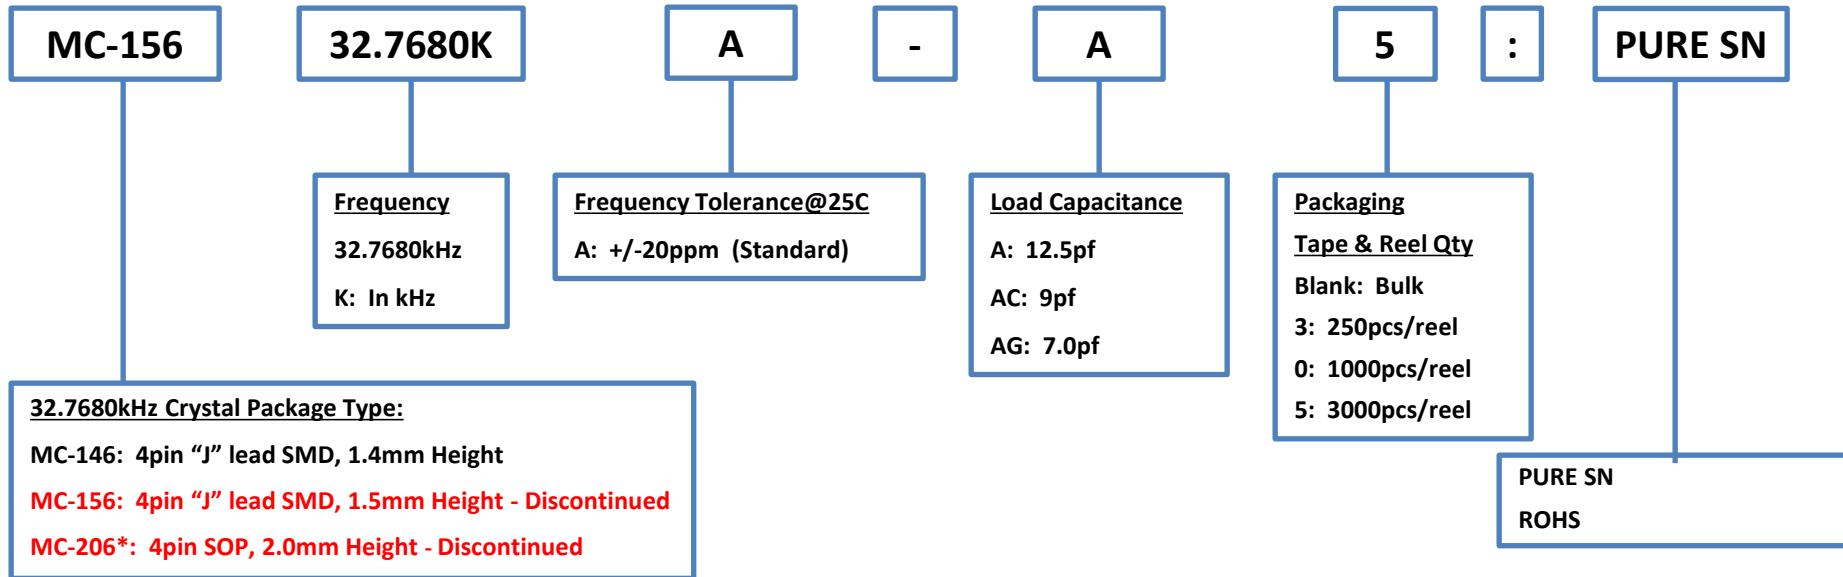 MC-156 32.7680K A - A 5 : PURE SN
Frequency
32.7680kHz
K: In kHz
Frequency Tolerance@25C
A: +/-20ppm (Standard)
Load Capacitance
A: 12.5pf
AC: 9pf
AG: 7.0pf
Packaging
Tape & Reel Qty
Blank: Bulk
3: 250pcs/reel
0: 1000pcs/reel
5: 3000pcs/reel
32.7680kHz Crystal Package Type:
MC-146: 4pin “J” lead SMD, 1.4mm Height
MC-156: 4pin “J” lead SMD, 1.5mm Height - Discontinued
MC-206*: 4pin SOP, 2.0mm Height - Discontinued
PURE SN
ROHS